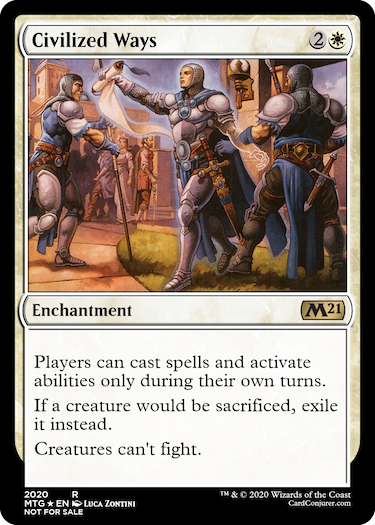 Civilized Ways 2
Enchantment M21
Players can cast spells and activate
abilities only during their own turns.
If a creature would be sacrificed, exile
it instead.
Creatures can't fight.
2020 R
MTG ★ EN Luca Zontini
NOT FOR SALE
™ & © 2020 Wizards of the Coast
CardConjurer.com